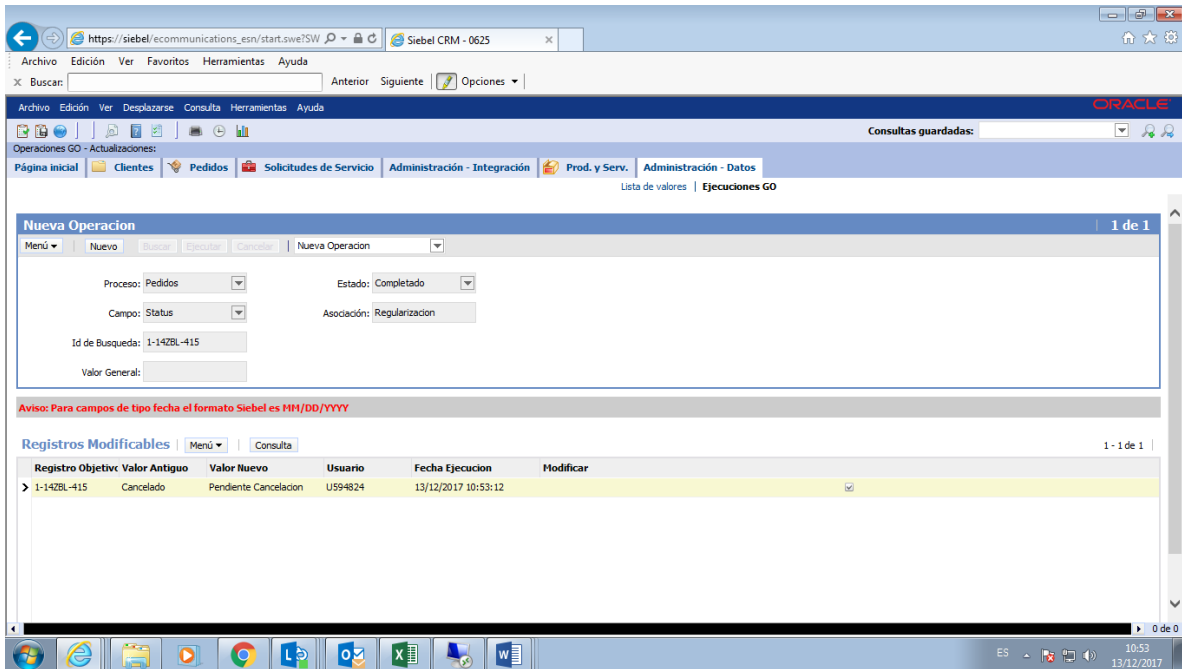 https://siebel/ecommunications_esn/start.swe?SW
Siebel CRM - 0625
Archivo Edición Ver Favoritos Herramientas Ayuda
x Buscar: Anterior Siguiente Opciones
Archivo Edición Ver Desplazarse Consulta Herramientas Ayuda
ORACLE
Consultas guardadas:
Operaciones GO - Actualizaciones:
Página inicial Clientes Pedidos Solicitudes de Servicio Administración - Integración Prod. y Serv. Administración - Datos
Lista de valores | Ejecuciones GO
Nueva Operacion 1 de 1
Menú Nuevo Buscar Ejecutar Cancelar Nueva Operacion
Proceso: Pedidos Estado: Completado
Campo: Status Asociación: Regularizacion
Id de Busqueda: 1-14ZBL-415
Valor General:
Aviso: Para campos de tipo fecha el formato Siebel es MM/DD/YYYY
Registros Modificables Menú Consulta 1 - 1 de 1
Registro Objetivo Valor Antiguo Valor Nuevo Usuario Fecha Ejecucion Modificar
1-14ZBL-415 Cancelado Pendiente Cancelacion U594824 13/12/2017 10:53:12
0 de 0
ES 10:53
13/12/2017